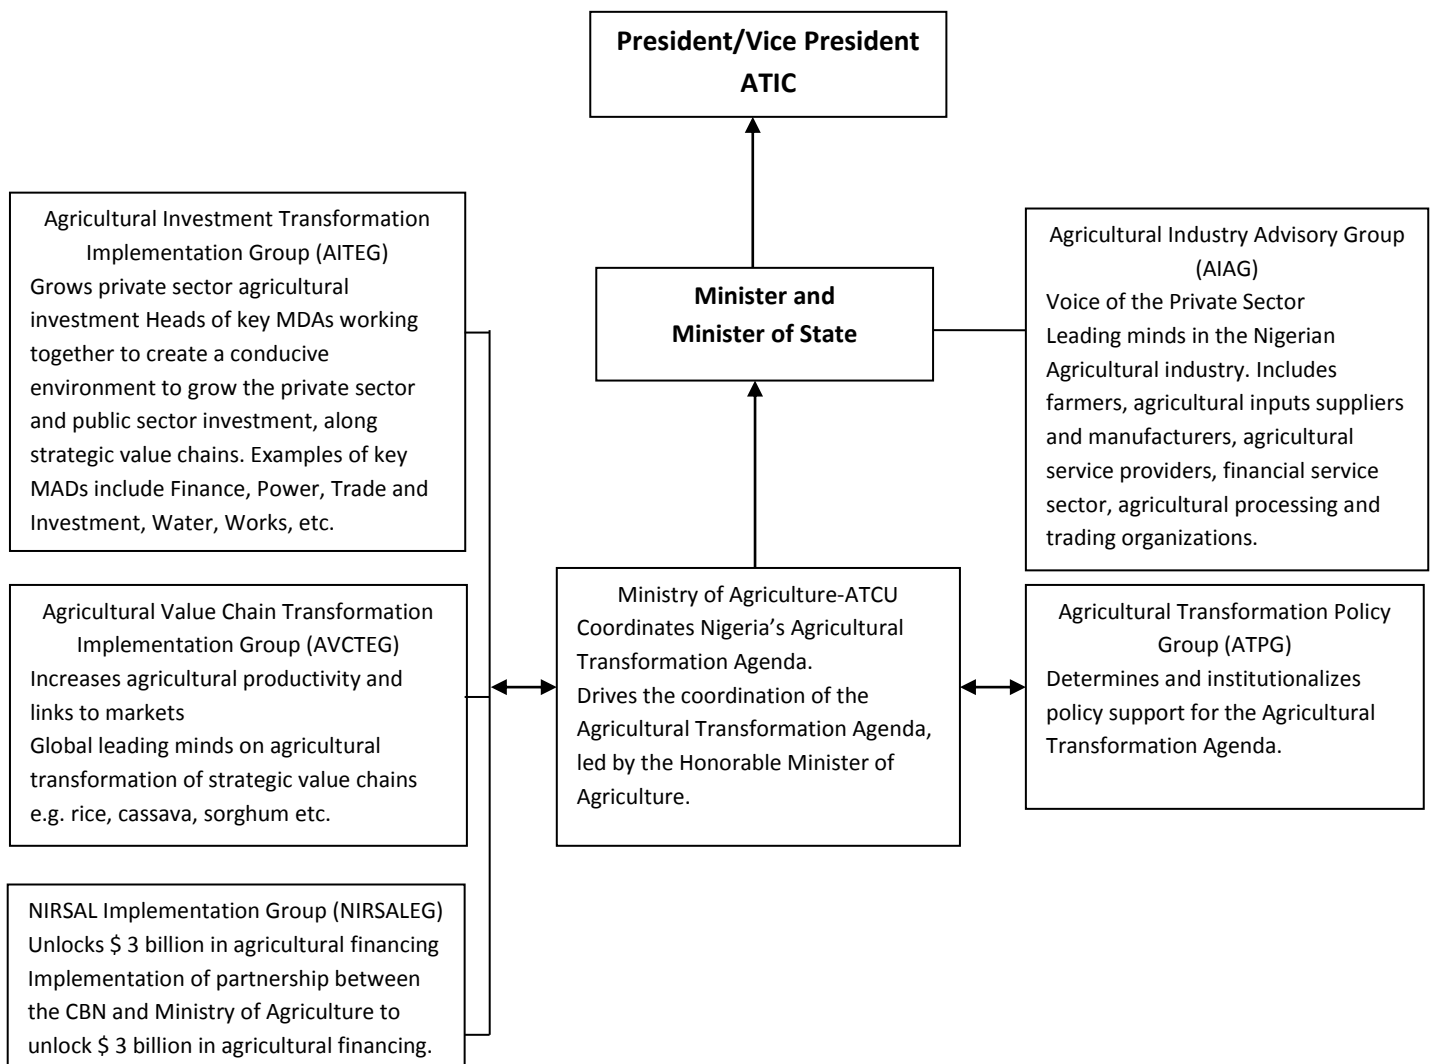 President/Vice President
ATIC
Agricultural Investment Transformation
Implementation Group (AITEG)
Grows private sector agricultural
investment Heads of key MDAs working
together to create a conducive
environment to grow the private sector
and public sector investment, along
strategic value chains. Examples of key
MADs include Finance, Power, Trade and
Investment, Water, Works, etc.
Minister and
Minister of State
Agricultural Industry Advisory Group
(AIAG)
Voice of the Private Sector
Leading minds in the Nigerian
Agricultural industry. Includes
farmers, agricultural inputs suppliers
and manufacturers, agricultural
service providers, financial service
sector, agricultural processing and
trading organizations.
Agricultural Value Chain Transformation
Implementation Group (AVCTEG)
Increases agricultural productivity and
links to markets
Global leading minds on agricultural
transformation of strategic value chains
e.g. rice, cassava, sorghum etc.
Ministry of Agriculture-ATCU
Coordinates Nigeria’s Agricultural
Transformation Agenda.
Drives the coordination of the
Agricultural Transformation Agenda,
led by the Honorable Minister of
Agriculture.
Agricultural Transformation Policy
Group (ATPG)
Determines and institutionalizes
policy support for the Agricultural
Transformation Agenda.
NIRSAL Implementation Group (NIRSALEG)
Unlocks $ 3 billion in agricultural financing
Implementation of partnership between
the CBN and Ministry of Agriculture to
unlock $ 3 billion in agricultural financing.